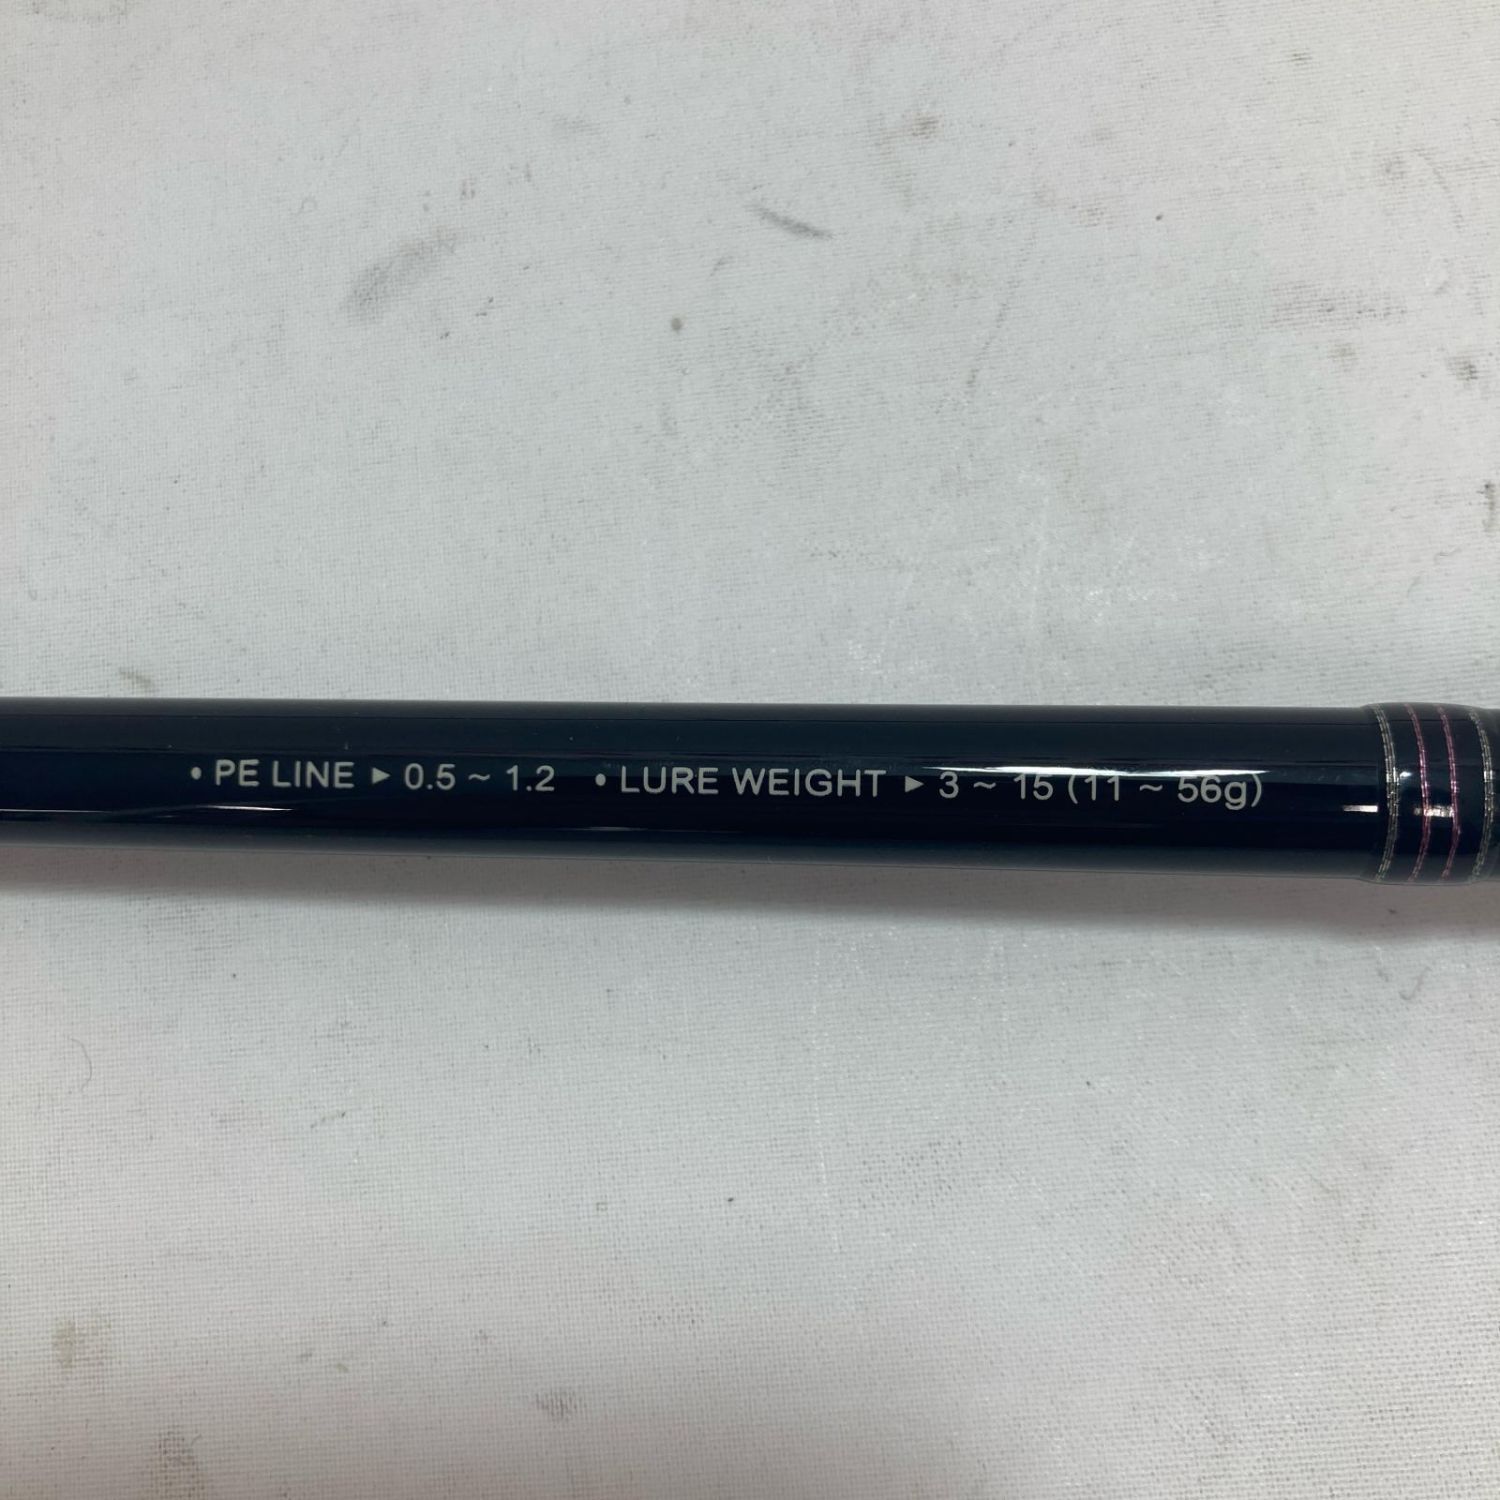 • PE LINE ► 0.5 ~ 1.2 • LURE WEIGHT ► 3 ~ 15 (11 ~ 56g)